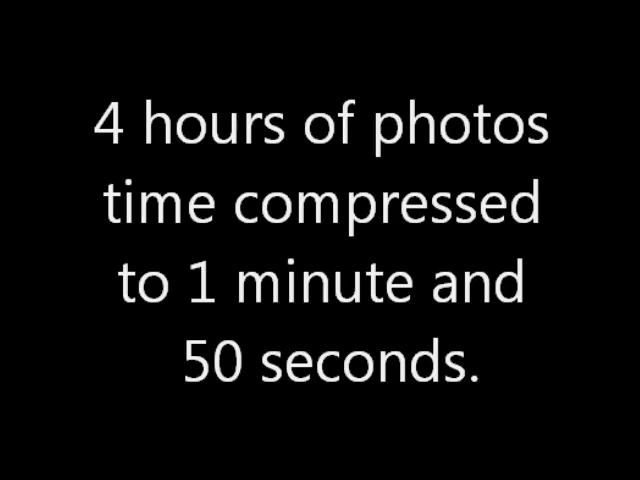 4 hours of photos
time compressed
to 1 minute and
50 seconds.